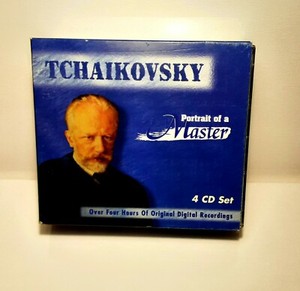 TCHAIKOVSKY
Portrait of a
Master
4 CD Set
Over Four Hours Of Original Digital Recordings